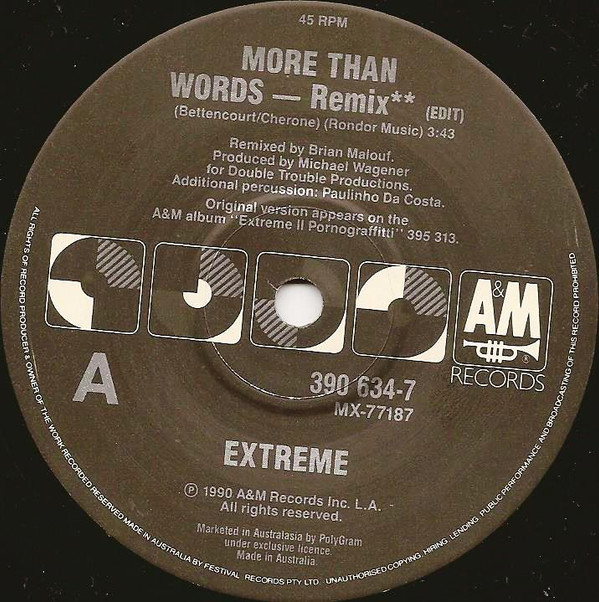 45 RPM
MORE THAN
WORDS — Remix** (EDIT)
(Bettencourt/Cherone) (Rondor Music) 3:43
Remixed by Brian Malouf.
Produced by Michael Wagener
for Double Trouble Productions.
Additional percussion: Paulinho Da Costa.
Original version appears on the
A&M album "Extreme II Pornograffitti" 395 313.
A&M
®
RECORDS
A
390 634-7
MX-77187
EXTREME
Ⓟ 1990 A&M Records Inc. L.A.
All rights reserved.
Marketed in Australasia by PolyGram
under exclusive licence.
Made in Australia.
ALL RIGHTS OF RECORD PRODUCER & OWNER OF THE WORK RECORDED RESERVED MADE IN AUSTRALIA BY FESTIVAL RECORDS PTY LTD. UNAUTHORISED COPYING, HIRING, LENDING, PUBLIC PERFORMANCE AND BROADCASTING OF THIS RECORD PROHIBITED